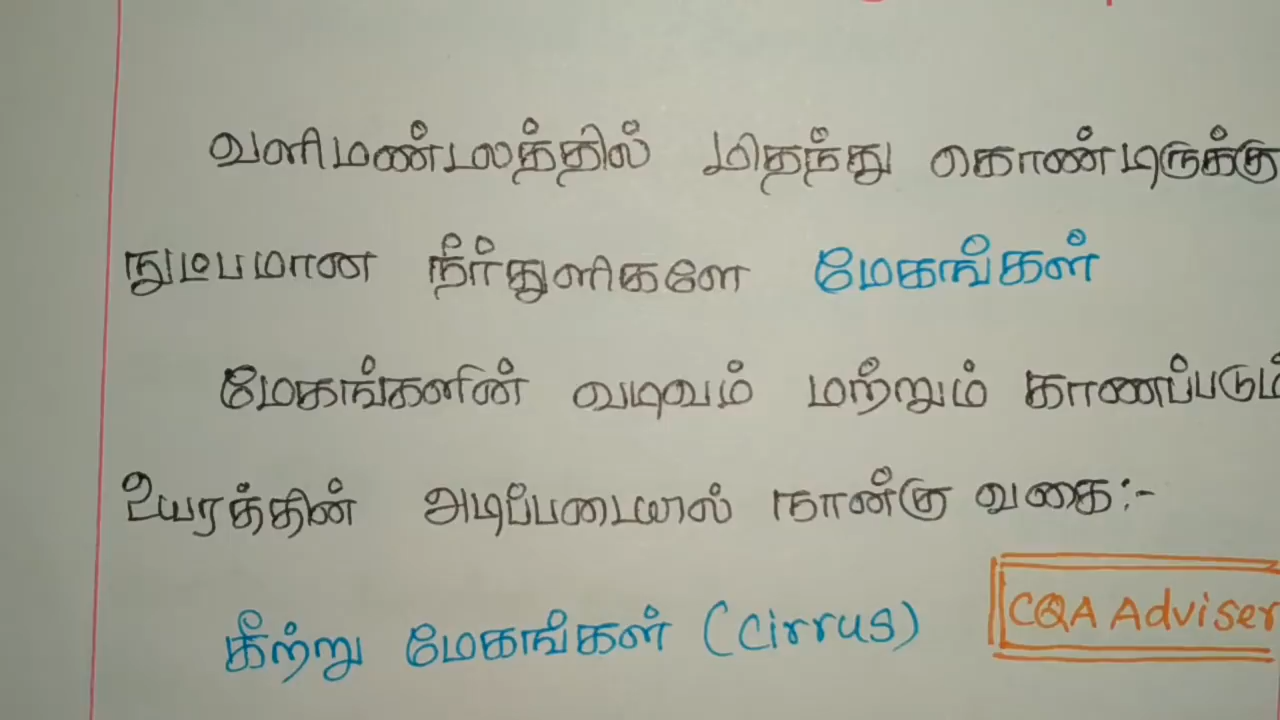 வளிமண்டலத்தில் மிதந்து கொண்டிருக்கு
நுட்பமான நீர்துளிகளே மேகங்கள்
மேகங்களின் வடிவம் மற்றும் காணப்படும்
உயரத்தின் அடிப்படையில் நான்கு வகை:-
கீற்று மேகங்கள் (Cirrus)
CQA Adviser